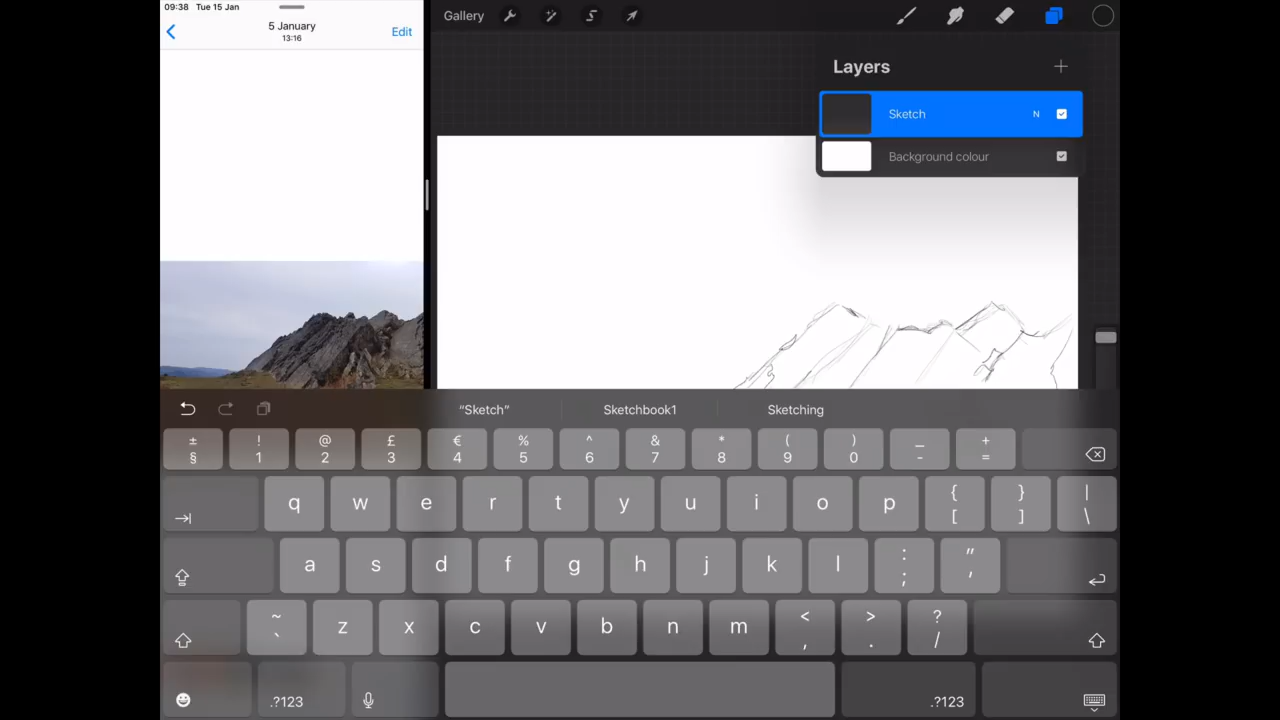 09:38 Tue 15 Jan
5 January
13:16
Edit
Gallery
Layers
Sketch N
Background colour
“Sketch” Sketchbook1 Sketching
± ! @ £ € % ^ & * ( ) _ +
§ 1 2 3 4 5 6 7 8 9 0 - =
q w e r t y u i o p { } |
[ ] \
a s d f g h j k l : "
; '
~ z x c v b n m < > ?
` , . /
.?123 .?123